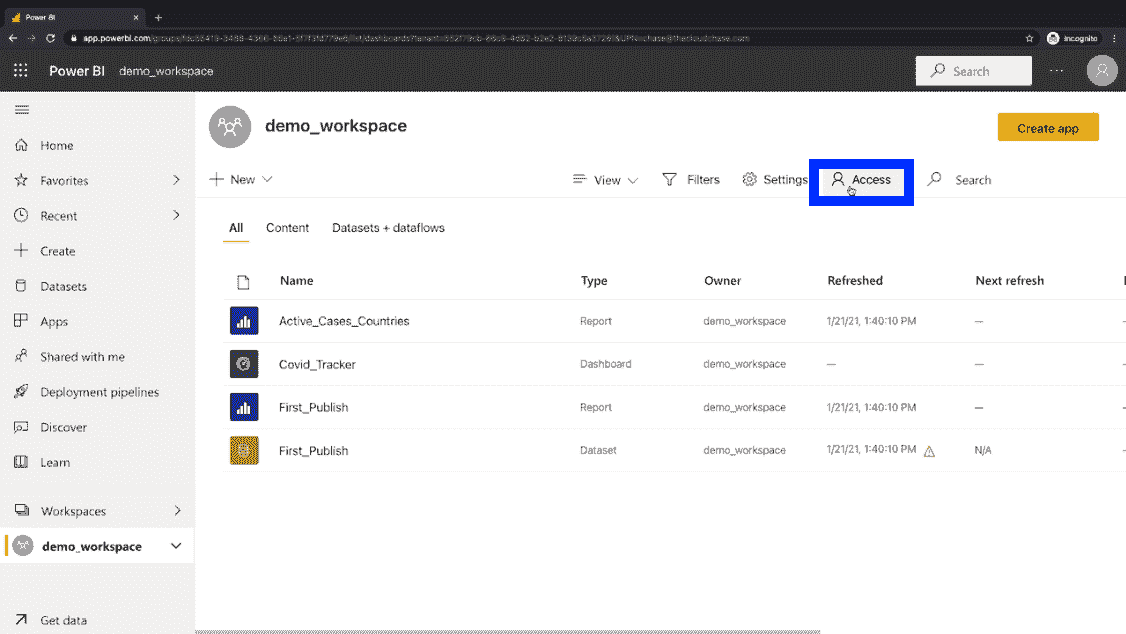 Power BI
app.powerbi.com
Incognito
Power BI demo_workspace
Search
demo_workspace
Create app
New
View
Filters
Settings
Access
Search
Home
Favorites
Recent
Create
Datasets
Apps
Shared with me
Deployment pipelines
Discover
Learn
Workspaces
demo_workspace
Get data
All Content Datasets + dataflows
Name Type Owner Refreshed Next refresh
Active_Cases_Countries Report demo_workspace 1/21/21, 1:40:10 PM —
Covid_Tracker Dashboard demo_workspace — —
First_Publish Report demo_workspace 1/21/21, 1:40:10 PM —
First_Publish Dataset demo_workspace 1/21/21, 1:40:10 PM N/A